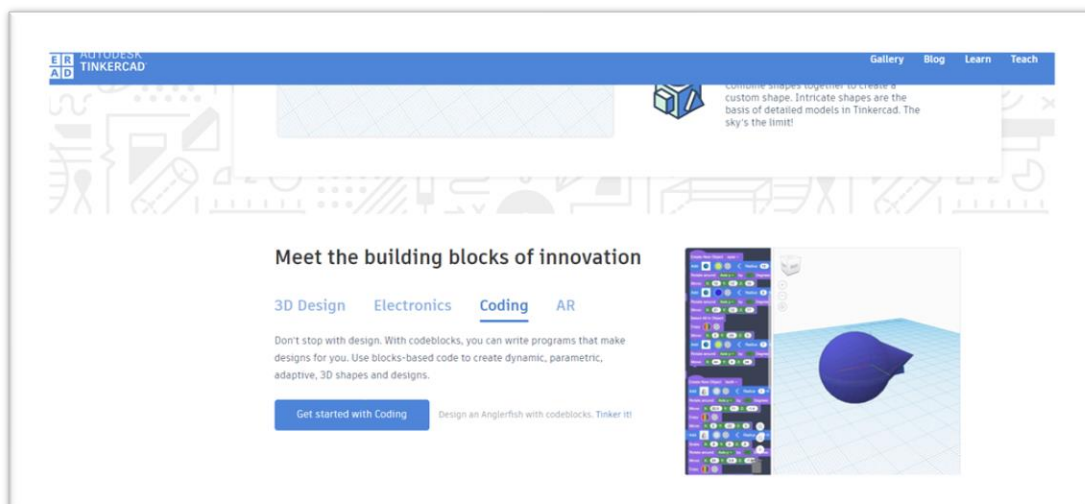 AUTODESK
TINKERCAD
Gallery Blog Learn Teach
combine shapes together to create a
custom shape. Intricate shapes are the
basis of detailed models in Tinkercad. The
sky's the limit!
Meet the building blocks of innovation
3D Design Electronics Coding AR
Don't stop with design. With codeblocks, you can write programs that make
designs for you. Use blocks-based code to create dynamic, parametric,
adaptive, 3D shapes and designs.
Get started with Coding
Design an Anglerfish with codeblocks. Tinker it!